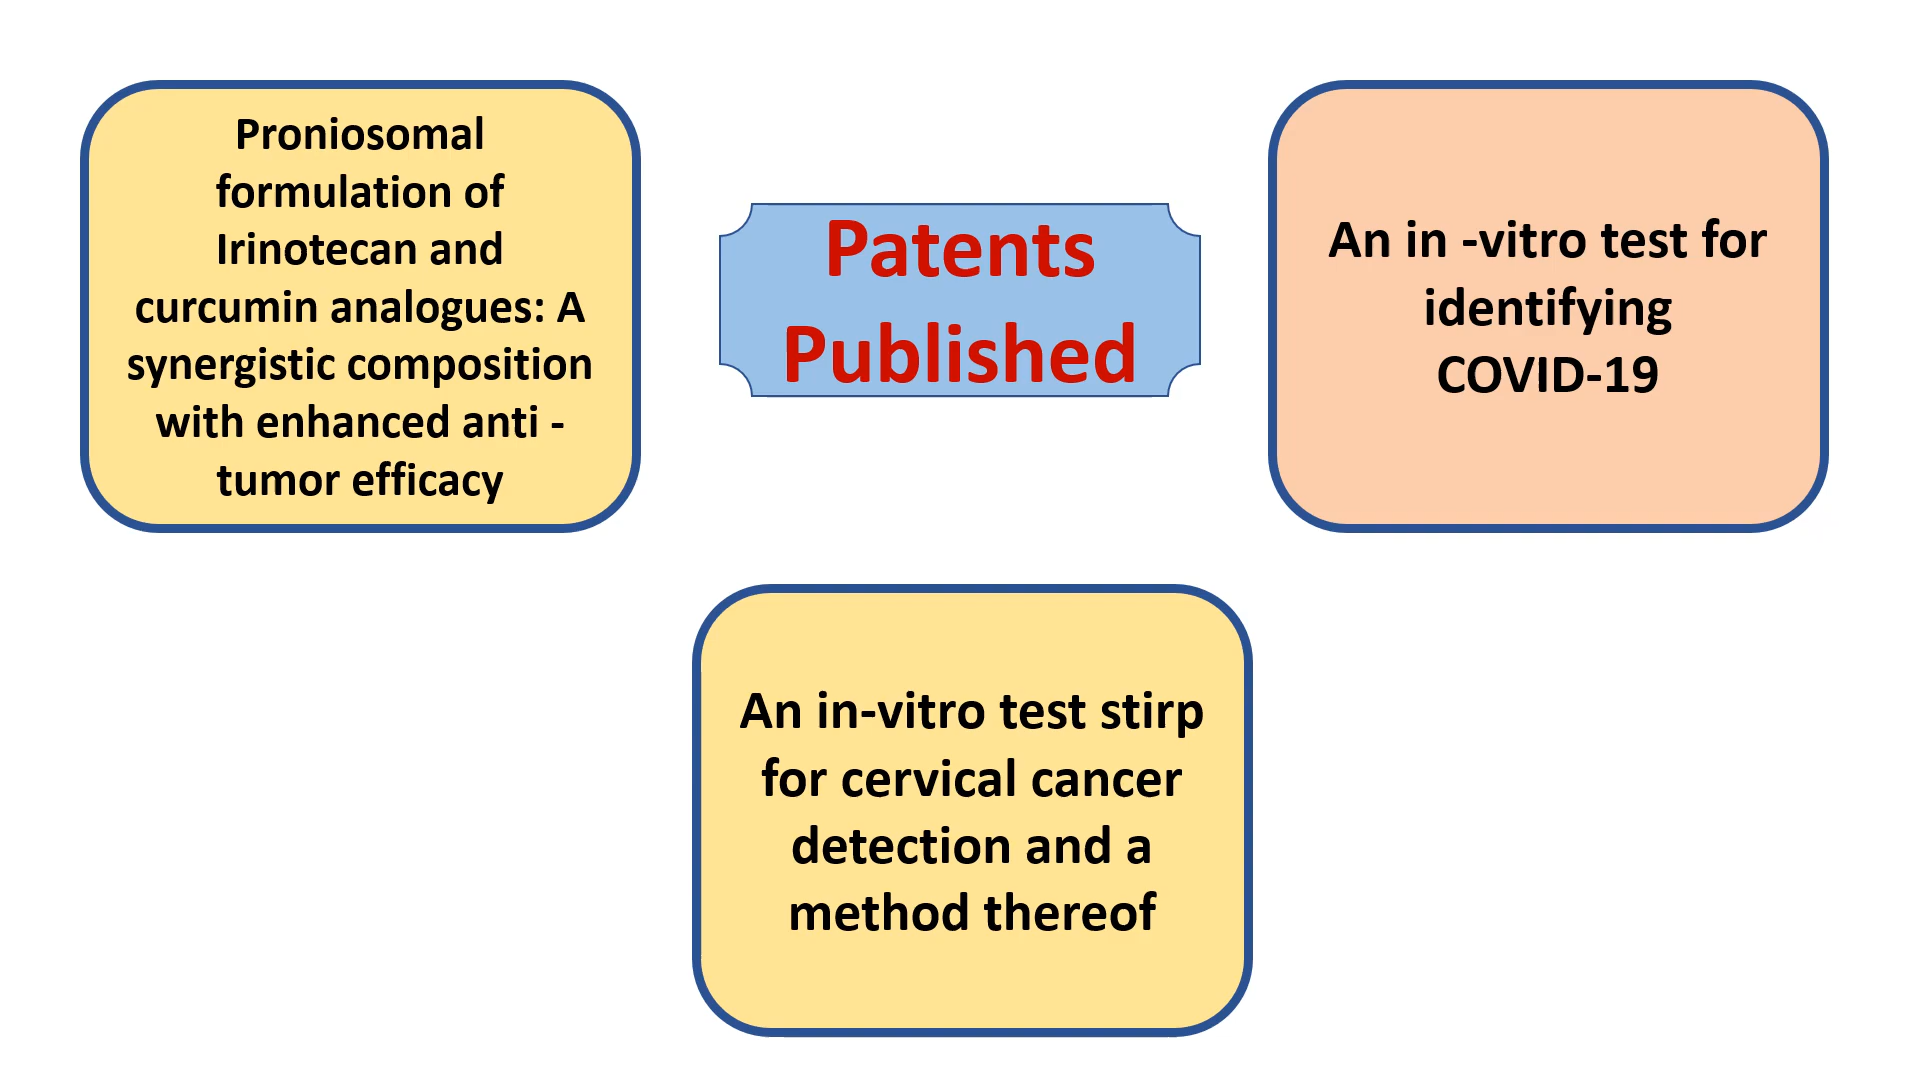 Proniosomal
formulation of
Irinotecan and
curcumin analogues: A
synergistic composition
with enhanced anti -
tumor efficacy
Patents
Published
An in -vitro test for
identifying
COVID-19
An in-vitro test stirp
for cervical cancer
detection and a
method thereof